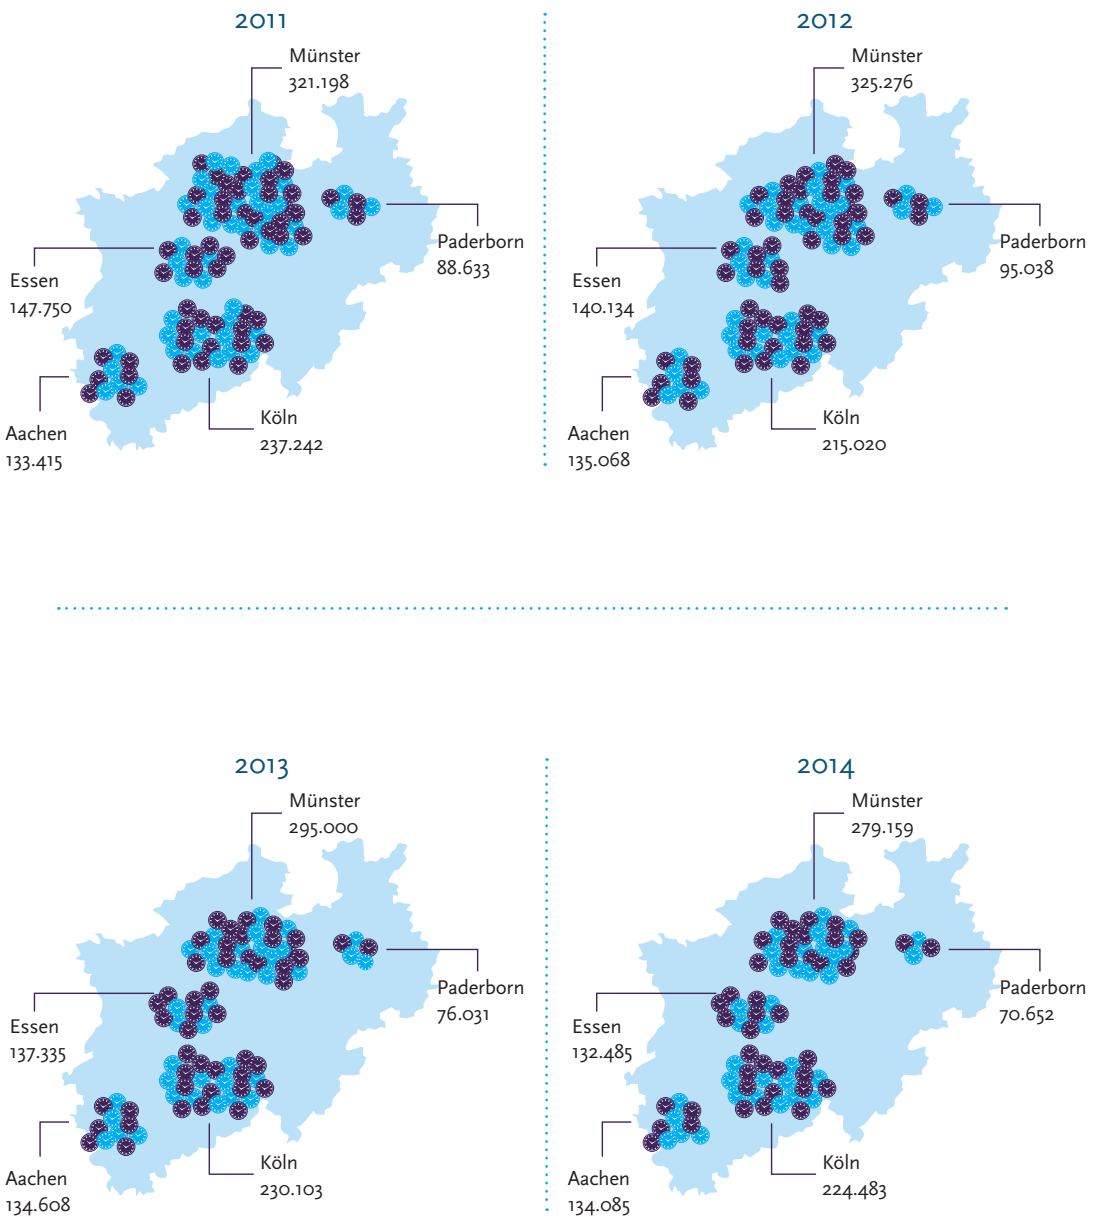 2011
Münster
321.198
Paderborn
88.633
Essen
147.750
Köln
237.242
Aachen
133.415
2012
Münster
325.276
Paderborn
95.038
Essen
140.134
Köln
215.020
Aachen
135.068
2013
Münster
295.000
Paderborn
76.031
Essen
137.335
Köln
230.103
Aachen
134.608
2014
Münster
279.159
Paderborn
70.652
Essen
132.485
Köln
224.483
Aachen
134.085